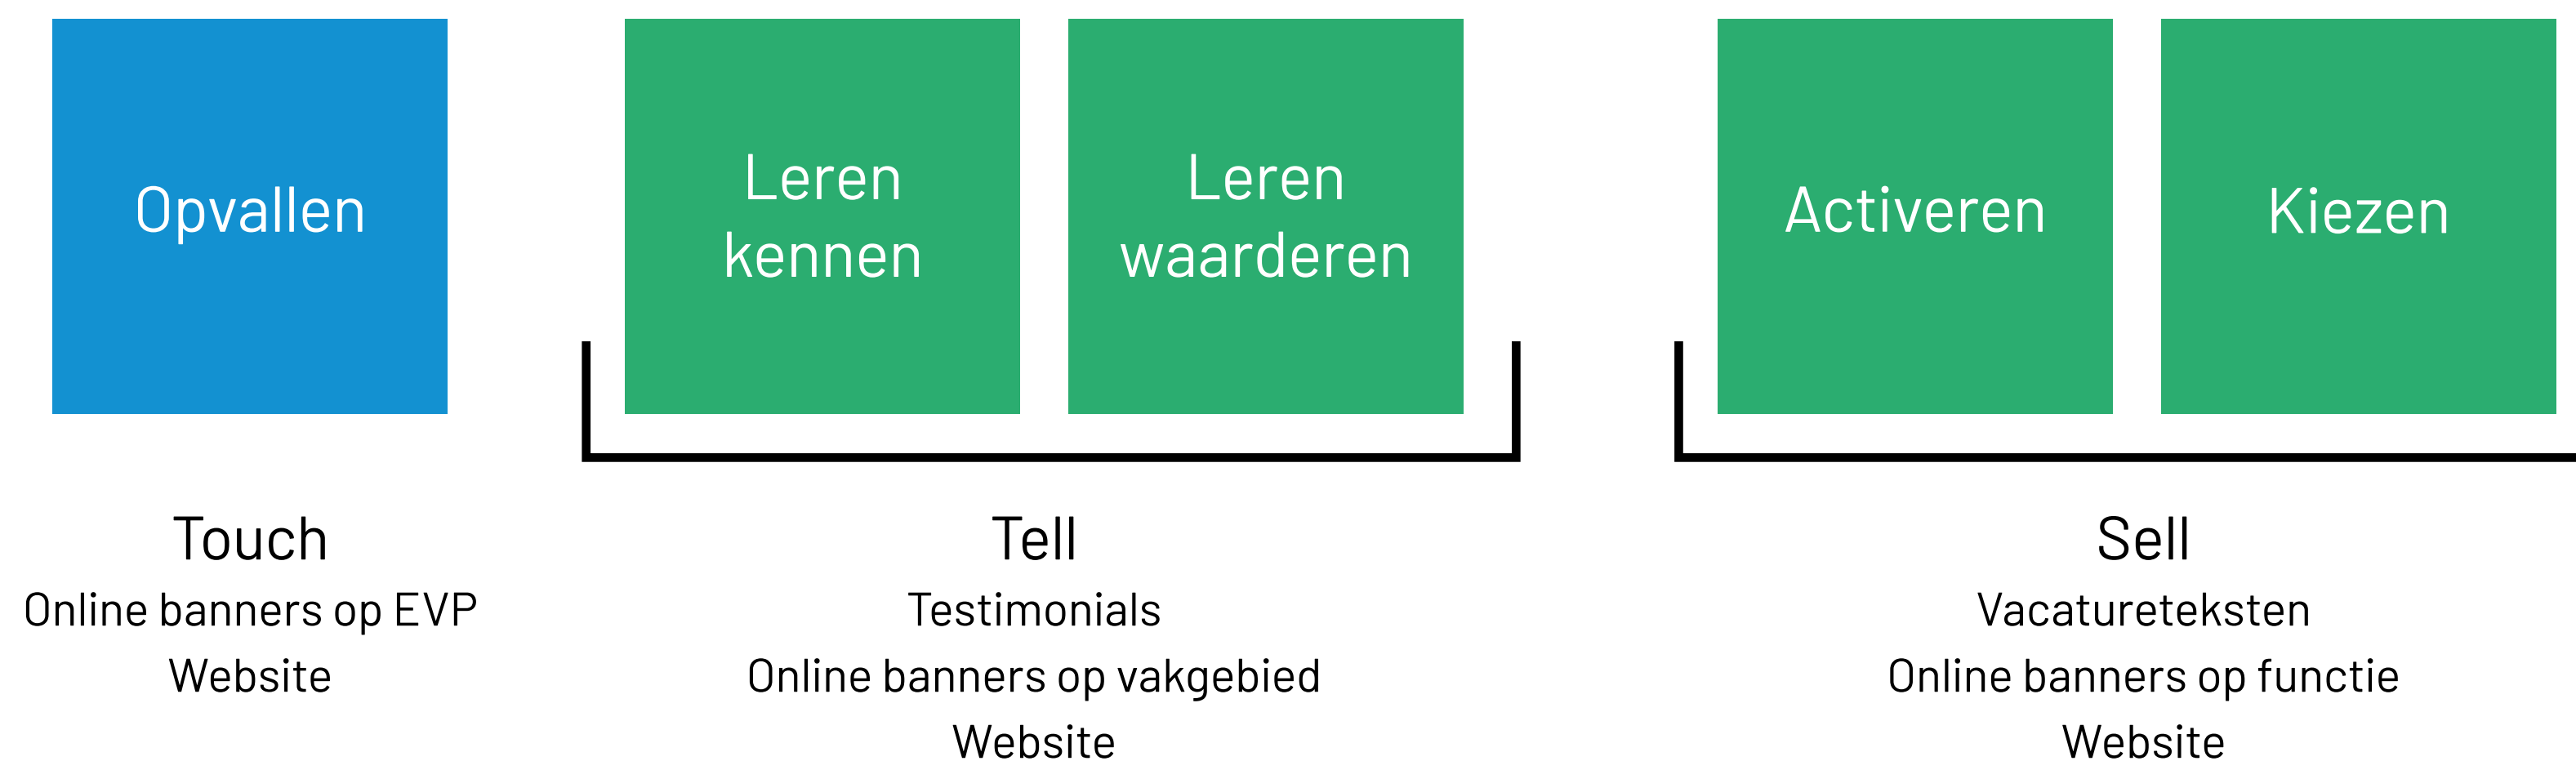 Opvallen
Leren
kennen
Leren
waarderen
Activeren
Kiezen
Touch
Online banners op EVP
Website
Tell
Testimonials
Online banners op vakgebied
Website
Sell
Vacatureteksten
Online banners op functie
Website